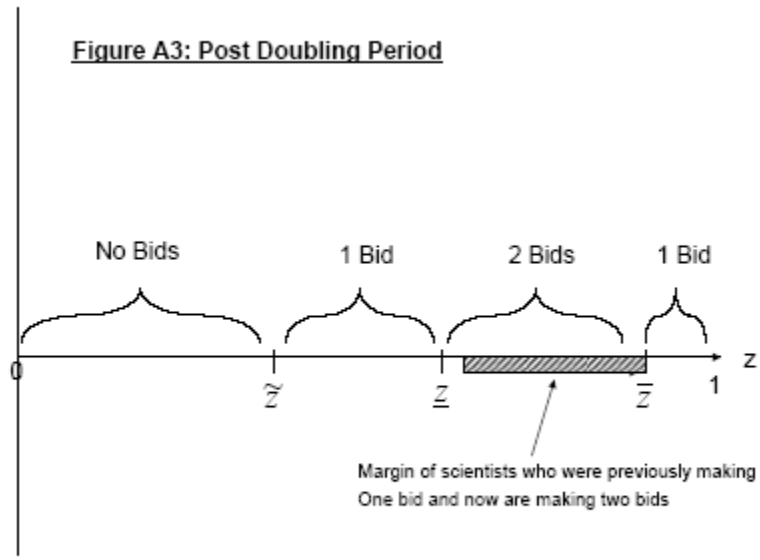 Figure A3: Post Doubling Period
No Bids
1 Bid
2 Bids
1 Bid
0
z̃
z̲
z̄
1
z
Margin of scientists who were previously making
One bid and now are making two bids